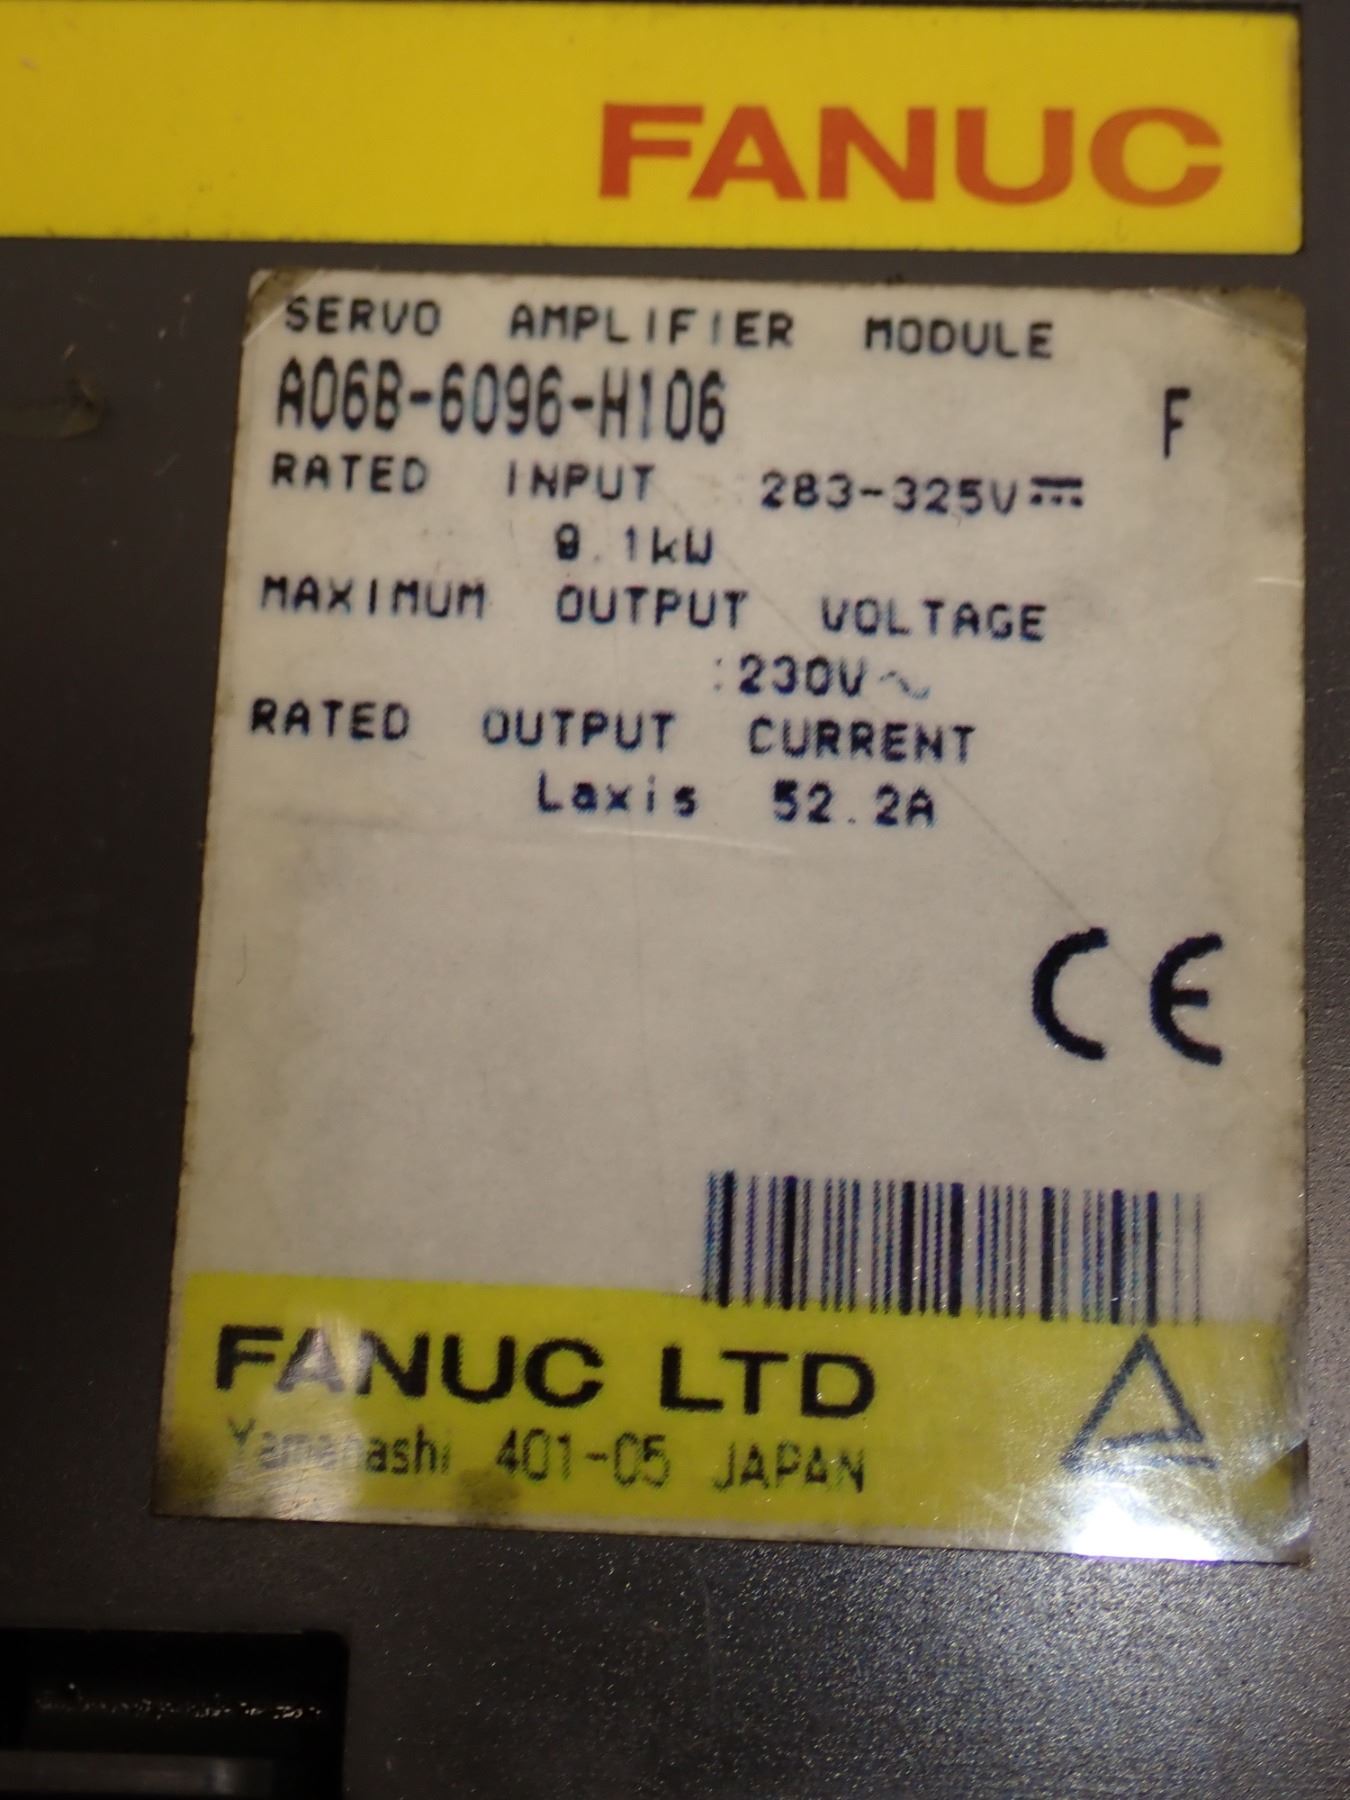 FANUC
SERVO AMPLIFIER MODULE
A06B-6096-H106 F
RATED INPUT 283-325V⎓
9.1kW
MAXIMUM OUTPUT VOLTAGE
:230V~
RATED OUTPUT CURRENT
Laxis 52.2A
CE
FANUC LTD
Yamanashi 401-05 JAPAN